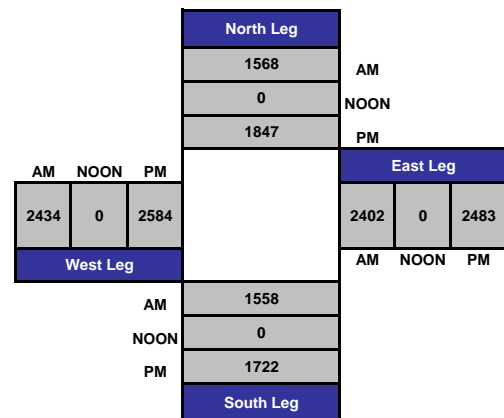 North Leg
1568 AM
0 NOON
1847 PM
AM NOON PM
East Leg
2434 0 2584
2402 0 2483
West Leg
AM NOON PM
AM 1558
NOON 0
PM 1722
South Leg